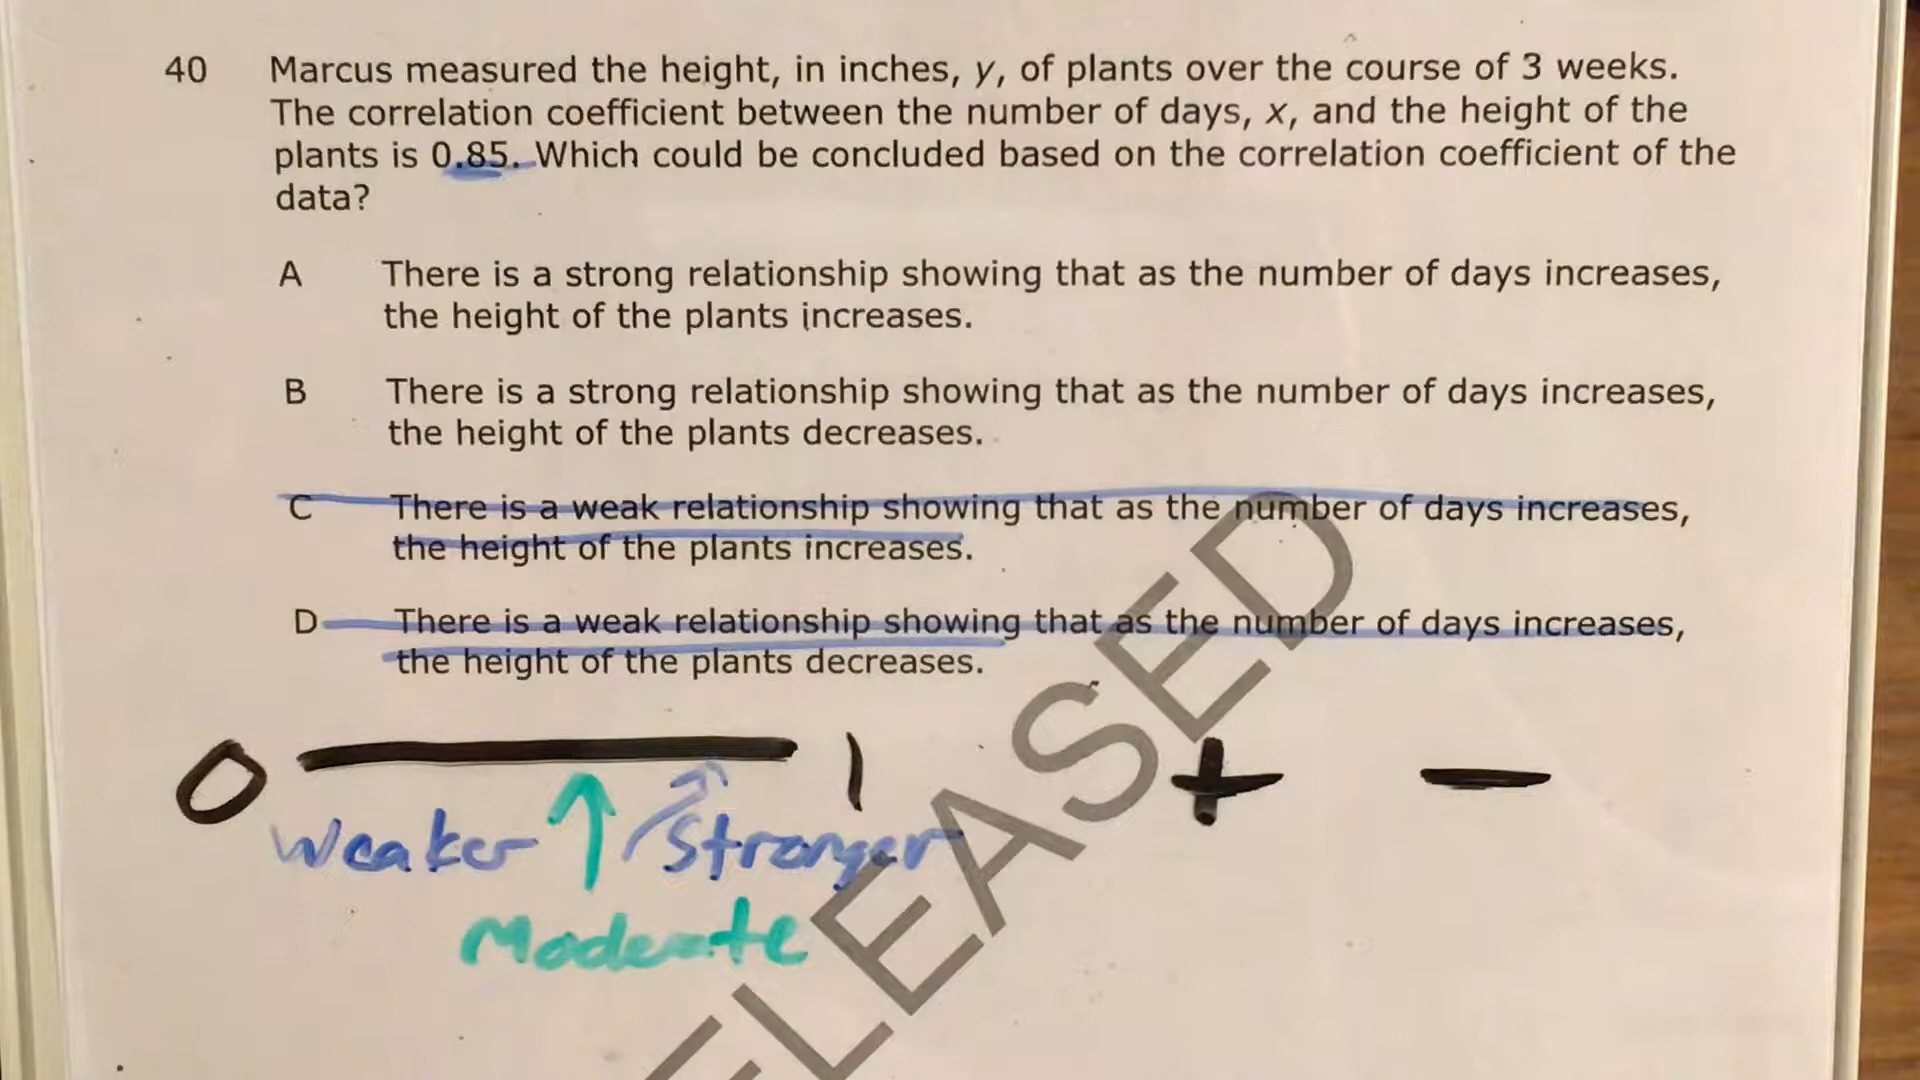 40 Marcus measured the height, in inches, y, of plants over the course of 3 weeks.
The correlation coefficient between the number of days, x, and the height of the
plants is 0.85. Which could be concluded based on the correlation coefficient of the
data?
A There is a strong relationship showing that as the number of days increases,
the height of the plants increases.
B There is a strong relationship showing that as the number of days increases,
the height of the plants decreases.
C There is a weak relationship showing that as the number of days increases,
the height of the plants increases.
D There is a weak relationship showing that as the number of days increases,
the height of the plants decreases.
0 1 + -
Weaker Stronger
Moderate
ELEASED